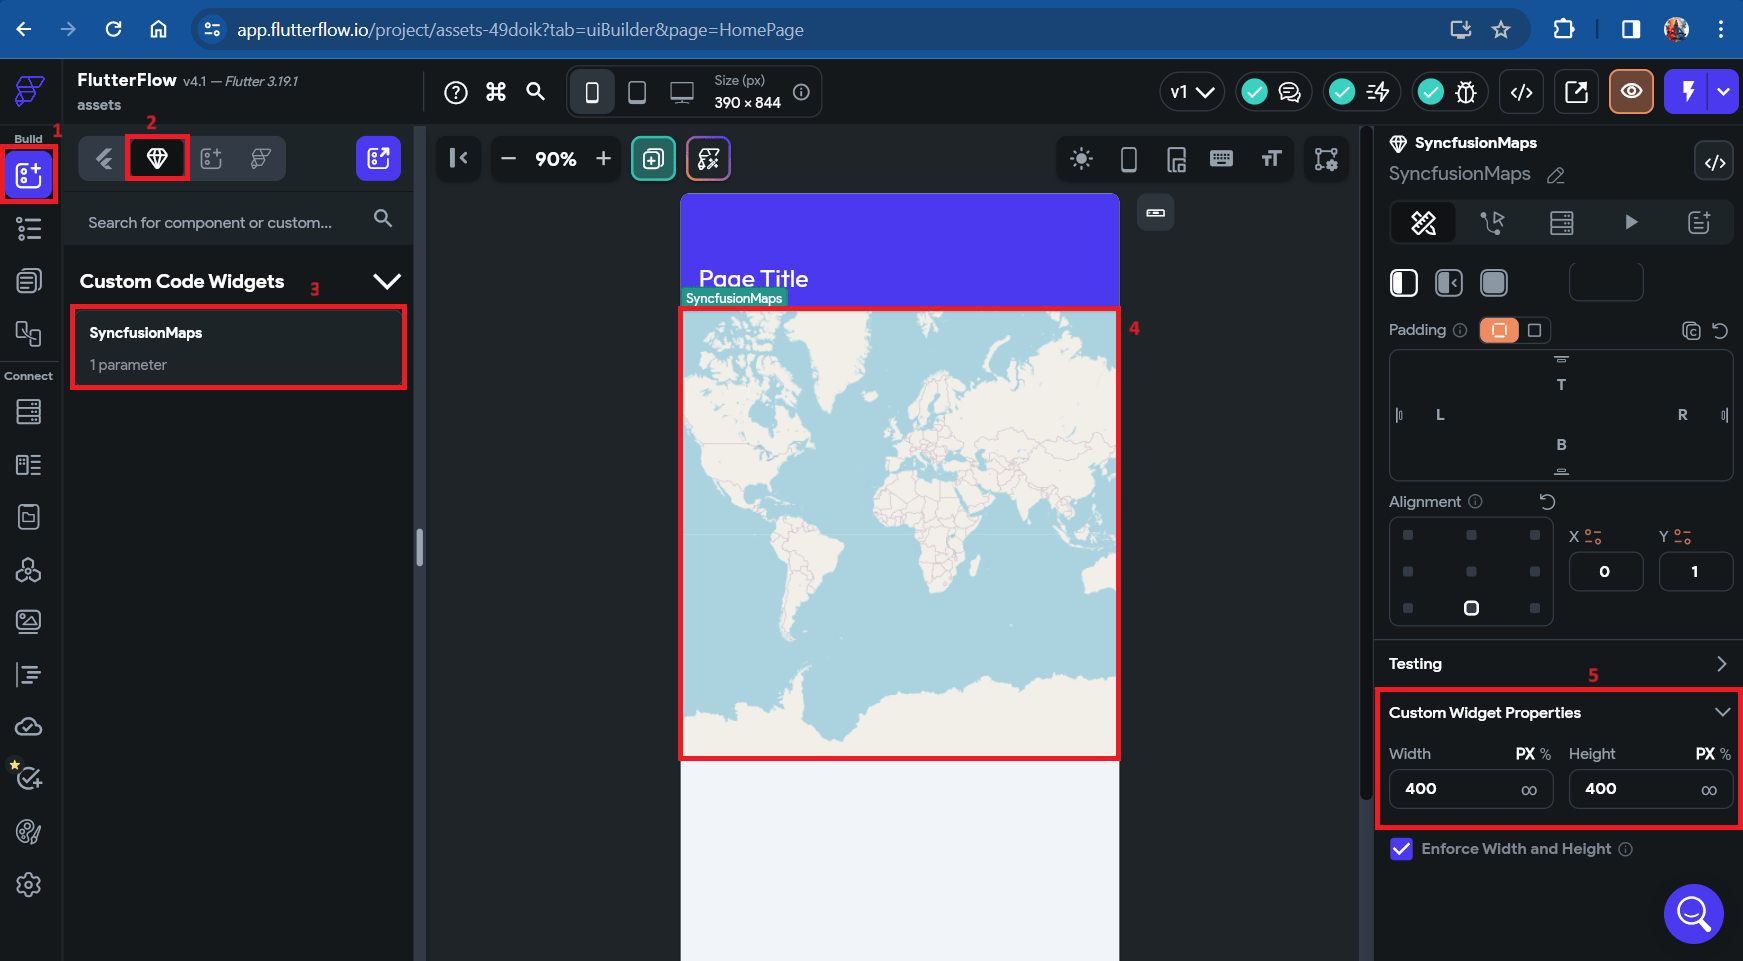 app.flutterflow.io/project/assets-49doik?tab=uiBuilder&page=HomePage
FlutterFlow v4.1 — Flutter 3.19.1
assets
Size (px)
390 × 844
v1
Build 1
2
90%
Search for component or custom...
Custom Code Widgets
3
SyncfusionMaps
1 parameter
Connect
Page Title
SyncfusionMaps
4
SyncfusionMaps
SyncfusionMaps
Padding
T
L R
B
Alignment
X Y
0 1
Testing
5
Custom Widget Properties
Width PX % Height PX %
400 ∞ 400 ∞
Enforce Width and Height